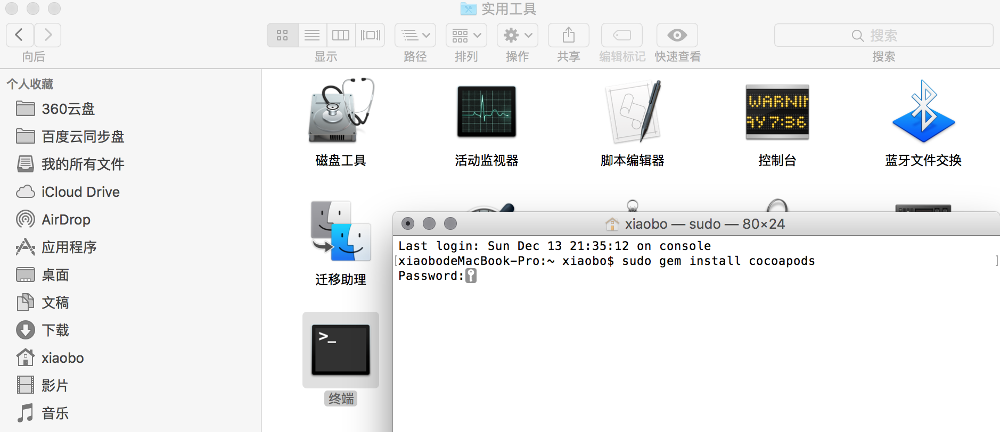 实用工具
向后
显示
路径
排列
操作
共享
编辑标记
快速查看
搜索
搜索
个人收藏
360云盘
百度云同步盘
我的所有文件
iCloud Drive
AirDrop
应用程序
桌面
文稿
下载
xiaobo
影片
音乐
WARNIN
AY 7:36
磁盘工具
活动监视器
脚本编辑器
控制台
蓝牙文件交换
迁移助理
>_
终端
xiaobo — sudo — 80×24
Last login: Sun Dec 13 21:35:12 on console
[xiaobodeMacBook-Pro:~ xiaobo$ sudo gem install cocoapods ]
Password: